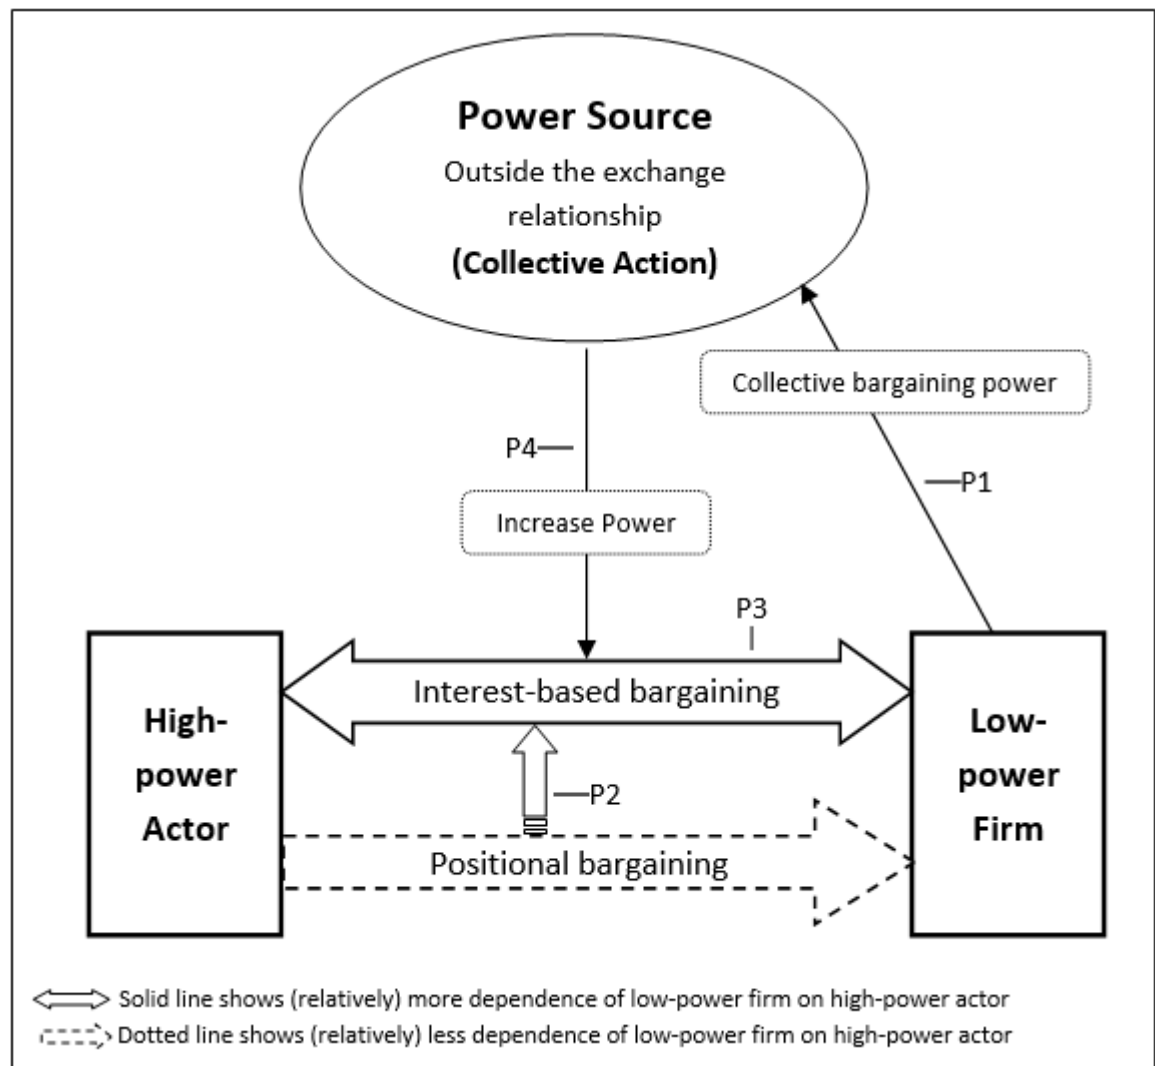 Power Source
Outside the exchange
relationship
(Collective Action)
Collective bargaining power
P4
P1
Increase Power
P3
Interest-based bargaining
High-
power
Actor
Low-
power
Firm
P2
Positional bargaining
Solid line shows (relatively) more dependence of low-power firm on high-power actor
Dotted line shows (relatively) less dependence of low-power firm on high-power actor